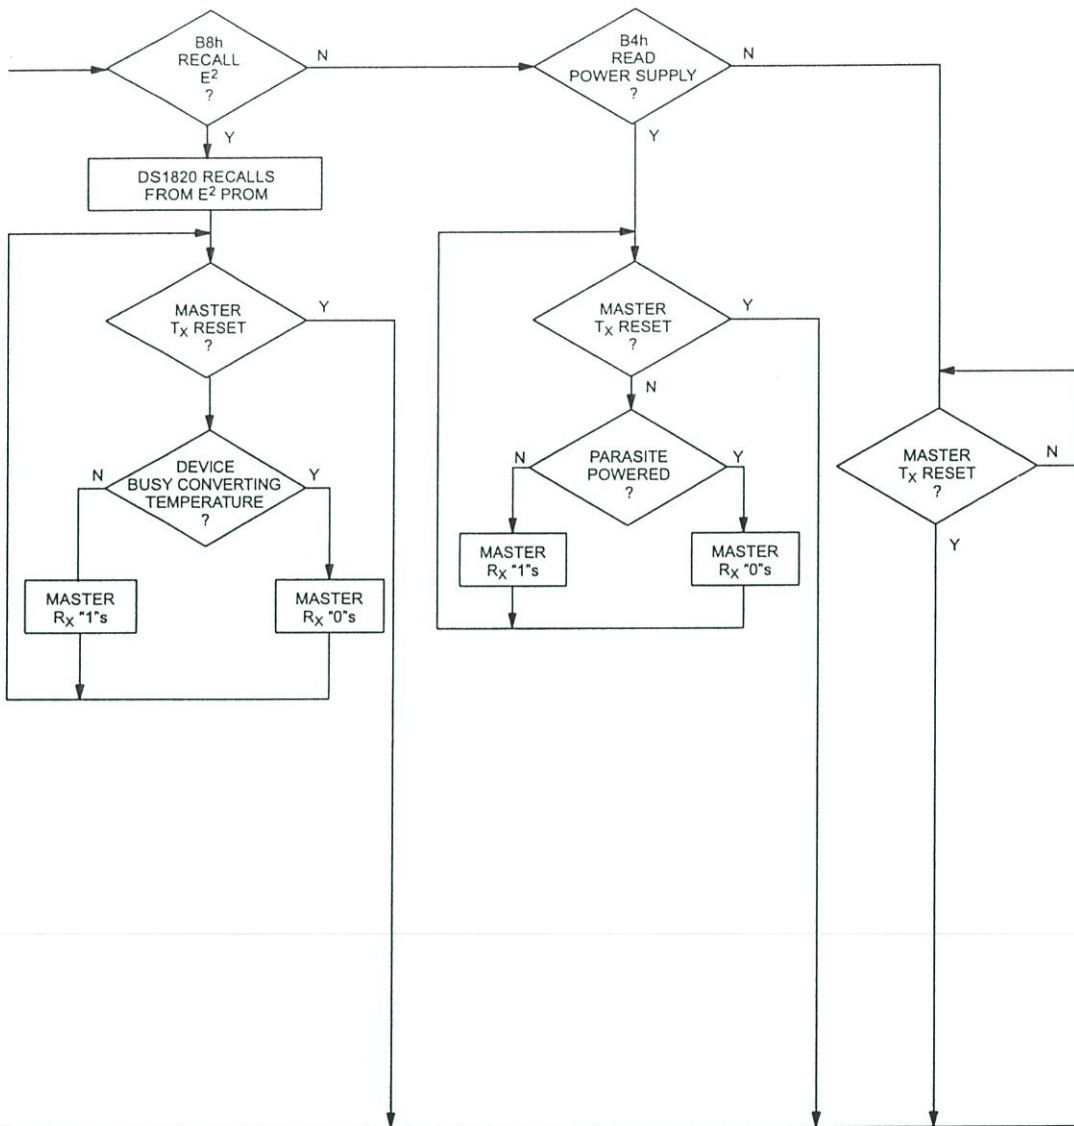 B8h
RECALL
E²
?
N
Y
B4h
READ
POWER SUPPLY
?
N
Y
DS1820 RECALLS
FROM E² PROM
MASTER
TX RESET
?
Y
DEVICE
BUSY CONVERTING
TEMPERATURE
?
N
Y
MASTER
RX "1"s
MASTER
RX "0"s
MASTER
TX RESET
?
Y
N
PARASITE
POWERED
?
N
Y
MASTER
RX "1"s
MASTER
RX "0"s
MASTER
TX RESET
?
N
Y